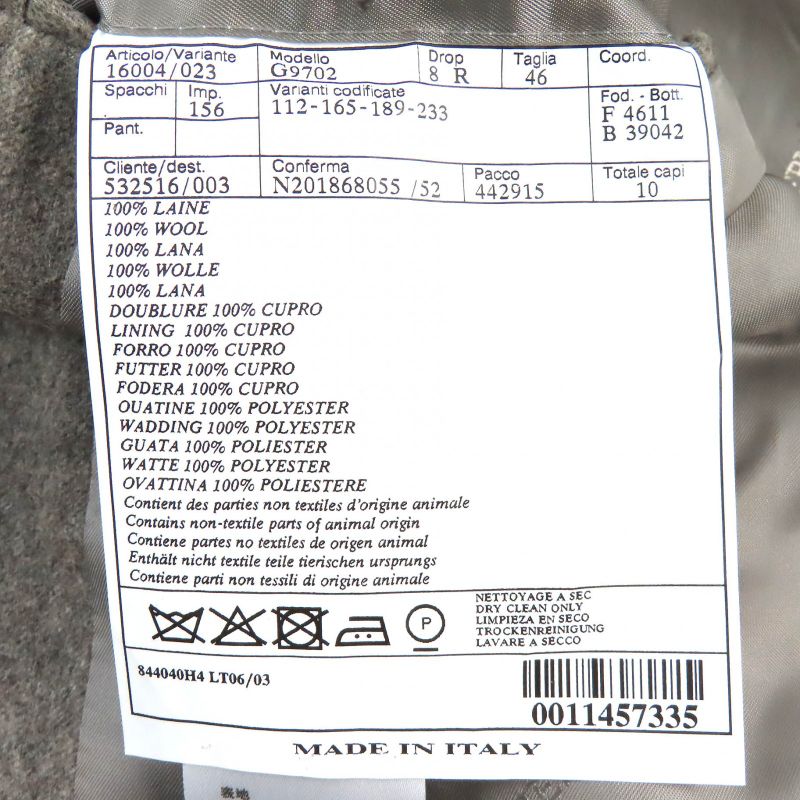 Articolo/Variante Modello Drop Taglia Coord.
16004/023 G9702 8 R 46
Spacchi Imp. Varianti codificate Fod. - Bott.
156 112-165-189-233 F 4611
Pant. B 39042
Cliente/dest. Conferma Pacco Totale capi
532516/003 N201868055 /52 442915 10
100% LAINE
100% WOOL
100% LANA
100% WOLLE
100% LANA
DOUBLURE 100% CUPRO
LINING 100% CUPRO
FORRO 100% CUPRO
FUTTER 100% CUPRO
FODERA 100% CUPRO
OUATINE 100% POLYESTER
WADDING 100% POLYESTER
GUATA 100% POLIESTER
WATTE 100% POLYESTER
OVATTINA 100% POLIESTERE
Contient des parties non textiles d'origine animale
Contains non-textile parts of animal origin
Contiene partes no textiles de origen animal
Enthält nicht textile teile tierischen ursprungs
Contiene parti non tessili di origine animale
P
NETTOYAGE A SEC
DRY CLEAN ONLY
LIMPIEZA EN SECO
TROCKENREINIGUNG
LAVARE A SECCO
844040H4 LT06/03
0011457335
MADE IN ITALY
表地